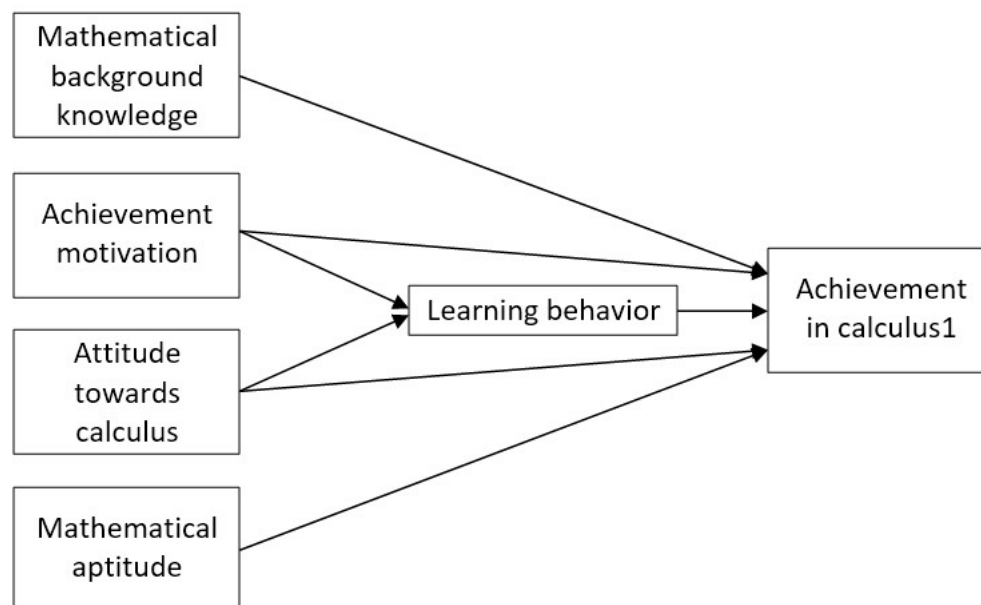 Mathematical
background
knowledge
Achievement
motivation
Learning behavior
Achievement
in calculus1
Attitude
towards
calculus
Mathematical
aptitude